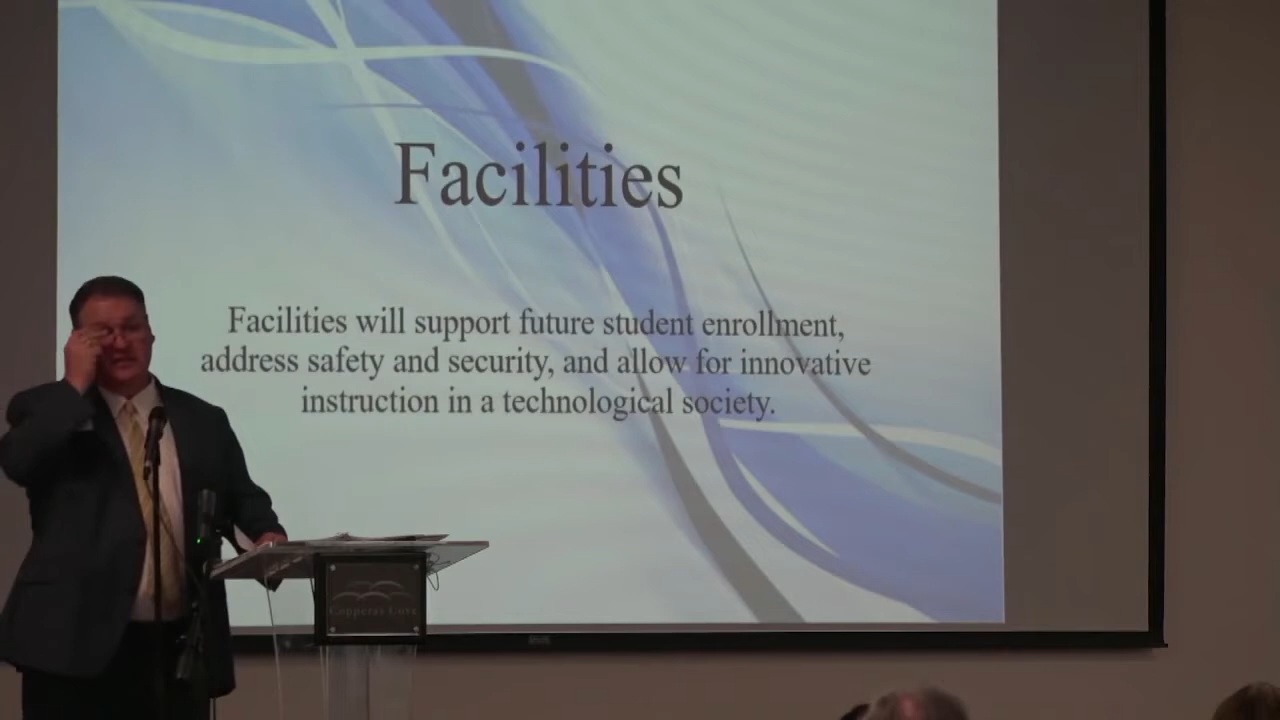 Facilities
Facilities will support future student enrollment,
address safety and security, and allow for innovative
instruction in a technological society.
Copperas Cove